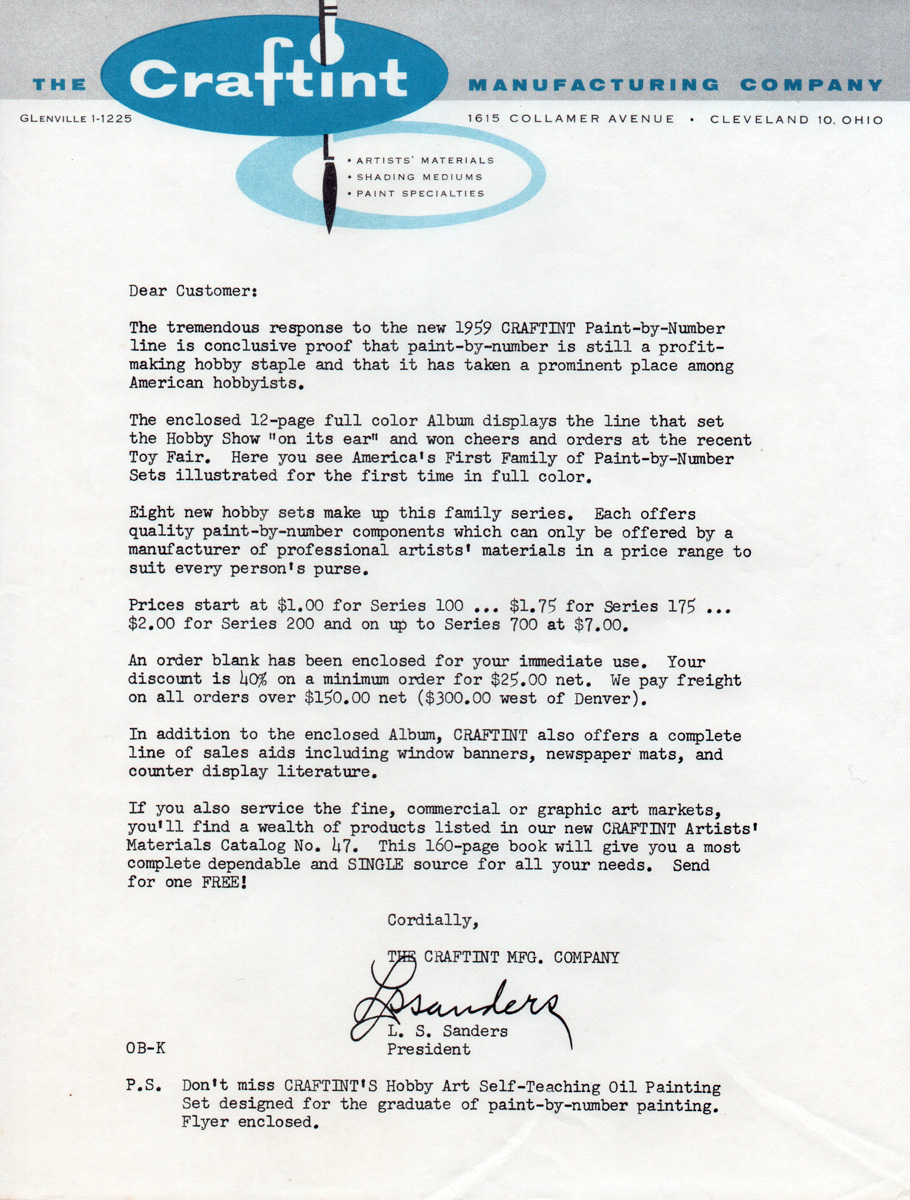 THE Craftint MANUFACTURING COMPANY
GLENVILLE 1-1225
1615 COLLAMER AVENUE • CLEVELAND 10, OHIO
• ARTISTS' MATERIALS
• SHADING MEDIUMS
• PAINT SPECIALTIES
Dear Customer:
The tremendous response to the new 1959 CRAFTINT Paint-by-Number
line is conclusive proof that paint-by-number is still a profit-
making hobby staple and that it has taken a prominent place among
American hobbyists.
The enclosed 12-page full color Album displays the line that set
the Hobby Show "on its ear" and won cheers and orders at the recent
Toy Fair. Here you see America's First Family of Paint-by-Number
Sets illustrated for the first time in full color.
Eight new hobby sets make up this family series. Each offers
quality paint-by-number components which can only be offered by a
manufacturer of professional artists' materials in a price range to
suit every person's purse.
Prices start at $1.00 for Series 100 ... $1.75 for Series 175 ...
$2.00 for Series 200 and on up to Series 700 at $7.00.
An order blank has been enclosed for your immediate use. Your
discount is 40% on a minimum order for $25.00 net. We pay freight
on all orders over $150.00 net ($300.00 west of Denver).
In addition to the enclosed Album, CRAFTINT also offers a complete
line of sales aids including window banners, newspaper mats, and
counter display literature.
If you also service the fine, commercial or graphic art markets,
you'll find a wealth of products listed in our new CRAFTINT Artists'
Materials Catalog No. 47. This 160-page book will give you a most
complete dependable and SINGLE source for all your needs. Send
for one FREE!
Cordially,
THE CRAFTINT MFG. COMPANY
LSSanders
L. S. Sanders
OB-K President
P.S. Don't miss CRAFTINT'S Hobby Art Self-Teaching Oil Painting
Set designed for the graduate of paint-by-number painting.
Flyer enclosed.